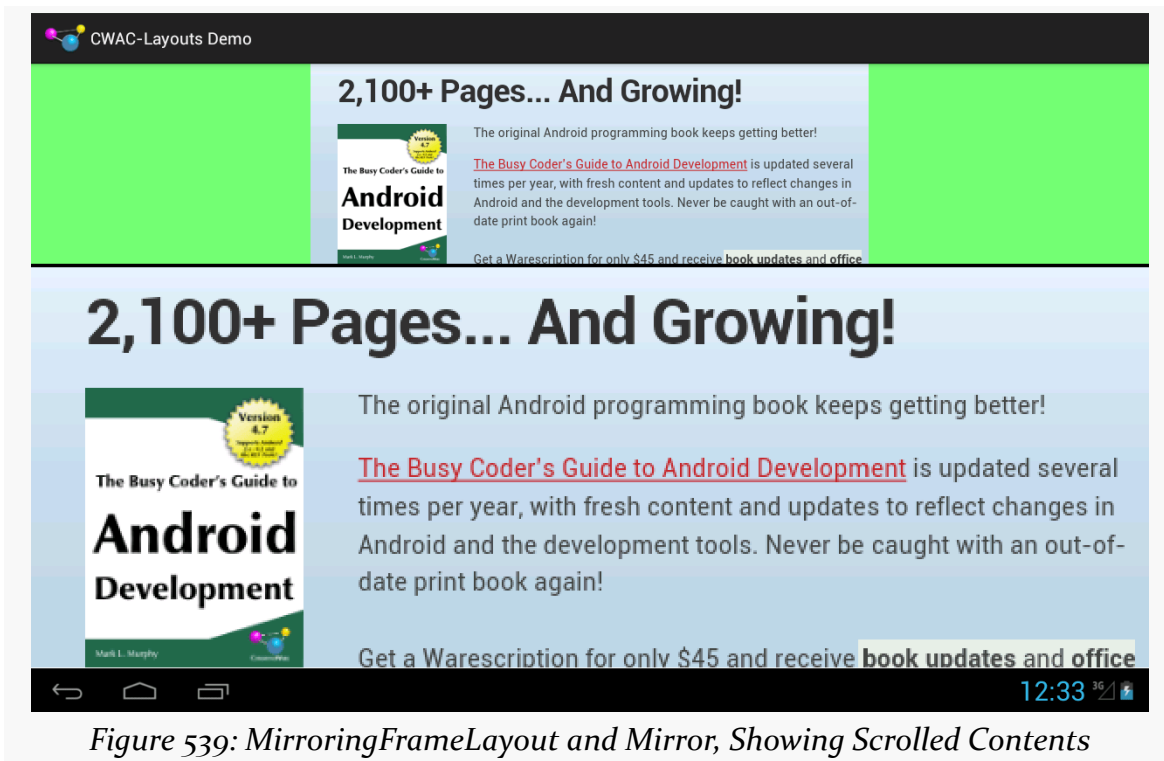 CWAC-Layouts Demo
2,100+ Pages... And Growing!
Version
4.7
The Busy Coder's Guide to
Android
Development
Mark L. Murphy
The original Android programming book keeps getting better!
The Busy Coder's Guide to Android Development is updated several
times per year, with fresh content and updates to reflect changes in
Android and the development tools. Never be caught with an out-of-
date print book again!
Get a Warescription for only $45 and receive book updates and office
2,100+ Pages... And Growing!
Version
4.7
The Busy Coder's Guide to
Android
Development
Mark L. Murphy
CommonsWare
The original Android programming book keeps getting better!
The Busy Coder's Guide to Android Development is updated several
times per year, with fresh content and updates to reflect changes in
Android and the development tools. Never be caught with an out-of-
date print book again!
Get a Warescription for only $45 and receive book updates and office
12:33 3G
Figure 539: MirroringFrameLayout and Mirror, Showing Scrolled Contents